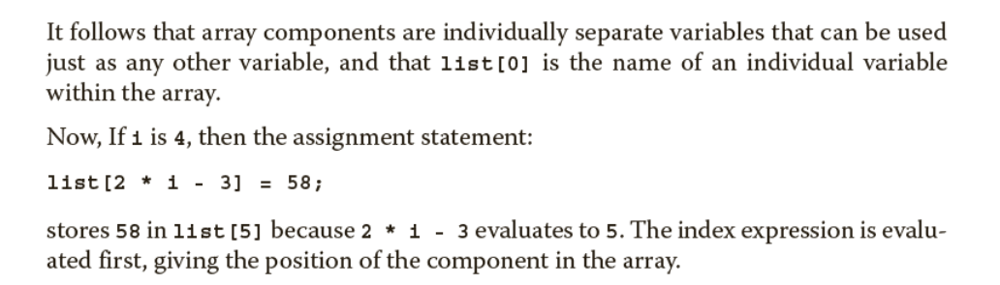 It follows that array components are individually separate variables that can be used
just as any other variable, and that list[0] is the name of an individual variable
within the array.
Now, If i is 4, then the assignment statement:
list[2 * i - 3] = 58;
stores 58 in list[5] because 2 * i - 3 evaluates to 5. The index expression is evalu-
ated first, giving the position of the component in the array.